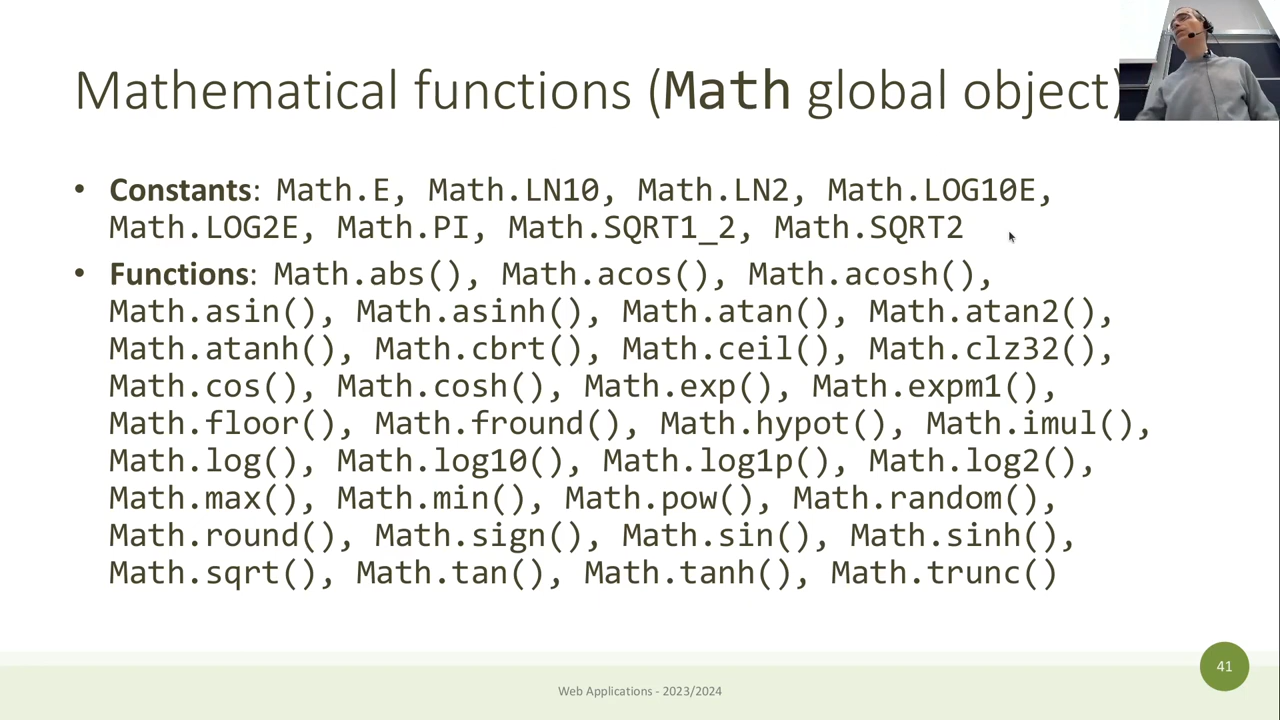 Mathematical functions (Math global object)
• Constants: Math.E, Math.LN10, Math.LN2, Math.LOG10E,
Math.LOG2E, Math.PI, Math.SQRT1_2, Math.SQRT2
• Functions: Math.abs(), Math.acos(), Math.acosh(),
Math.asin(), Math.asinh(), Math.atan(), Math.atan2(),
Math.atanh(), Math.cbrt(), Math.ceil(), Math.clz32(),
Math.cos(), Math.cosh(), Math.exp(), Math.expm1(),
Math.floor(), Math.fround(), Math.hypot(), Math.imul(),
Math.log(), Math.log10(), Math.log1p(), Math.log2(),
Math.max(), Math.min(), Math.pow(), Math.random(),
Math.round(), Math.sign(), Math.sin(), Math.sinh(),
Math.sqrt(), Math.tan(), Math.tanh(), Math.trunc()
Web Applications - 2023/2024
41